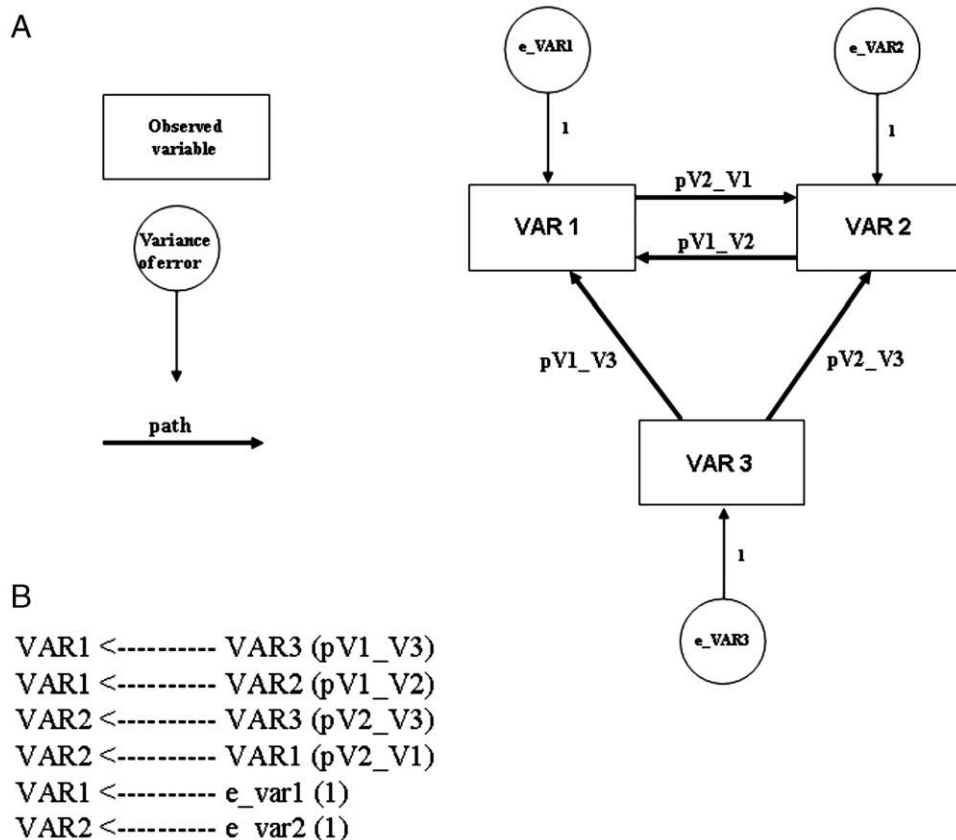 A
Observed
variable
Variance
of error
path
e_VAR1
e_VAR2
1
1
VAR 1
pV2_V1
pV1_V2
VAR 2
pV1_V3
pV2_V3
VAR 3
1
e_VAR3
B
VAR1 <---------- VAR3 (pV1_V3)
VAR1 <---------- VAR2 (pV1_V2)
VAR2 <---------- VAR3 (pV2_V3)
VAR2 <---------- VAR1 (pV2_V1)
VAR1 <---------- e_var1 (1)
VAR2 <---------- e_var2 (1)